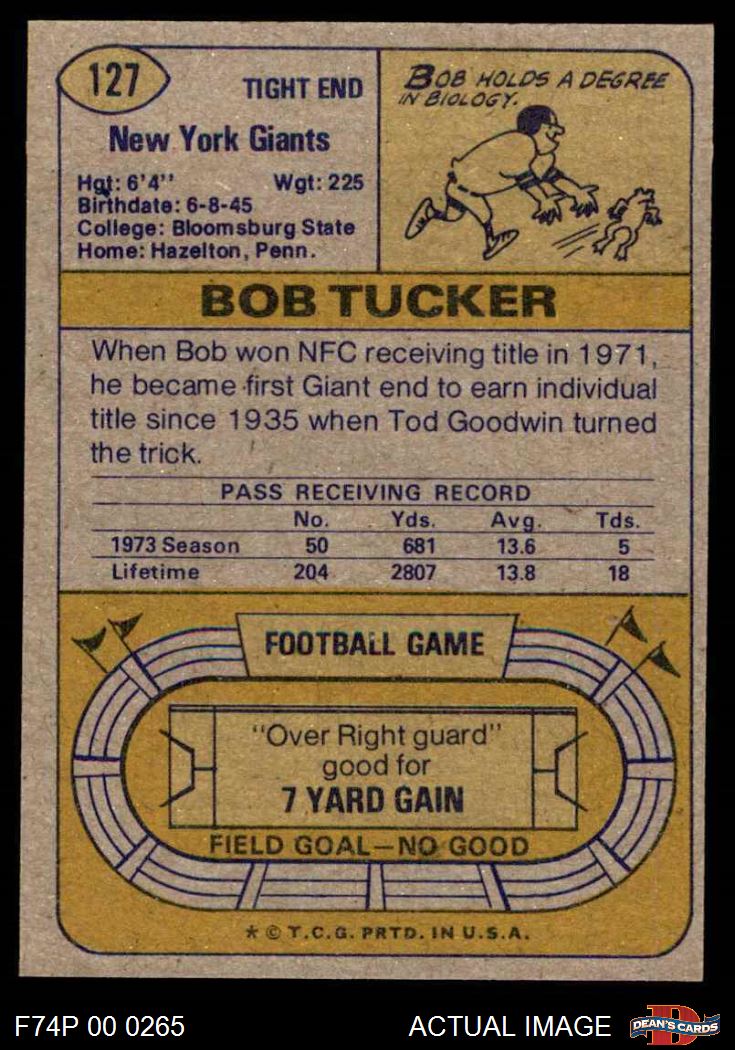 127
TIGHT END
New York Giants
Hgt: 6'4'' Wgt: 225
Birthdate: 6-8-45
College: Bloomsburg State
Home: Hazelton, Penn.
BOB HOLDS A DEGREE
IN BIOLOGY.
BOB TUCKER
When Bob won NFC receiving title in 1971,
he became first Giant end to earn individual
title since 1935 when Tod Goodwin turned
the trick.
PASS RECEIVING RECORD
No. Yds. Avg. Tds.
1973 Season 50 681 13.6 5
Lifetime 204 2807 13.8 18
FOOTBALL GAME
"Over Right guard"
good for
7 YARD GAIN
FIELD GOAL—NO GOOD
* © T.C.G. PRTD. IN U.S.A.
F74P 00 0265
ACTUAL IMAGE
DEAN'S CARDS